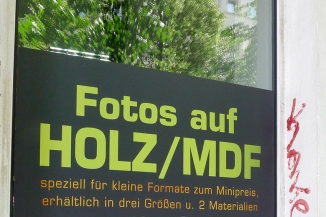 Fotos auf
HOLZ/MDF
speziell für kleine Formate zum Minipreis,
erhältlich in drei Größen u. 2 Materialien